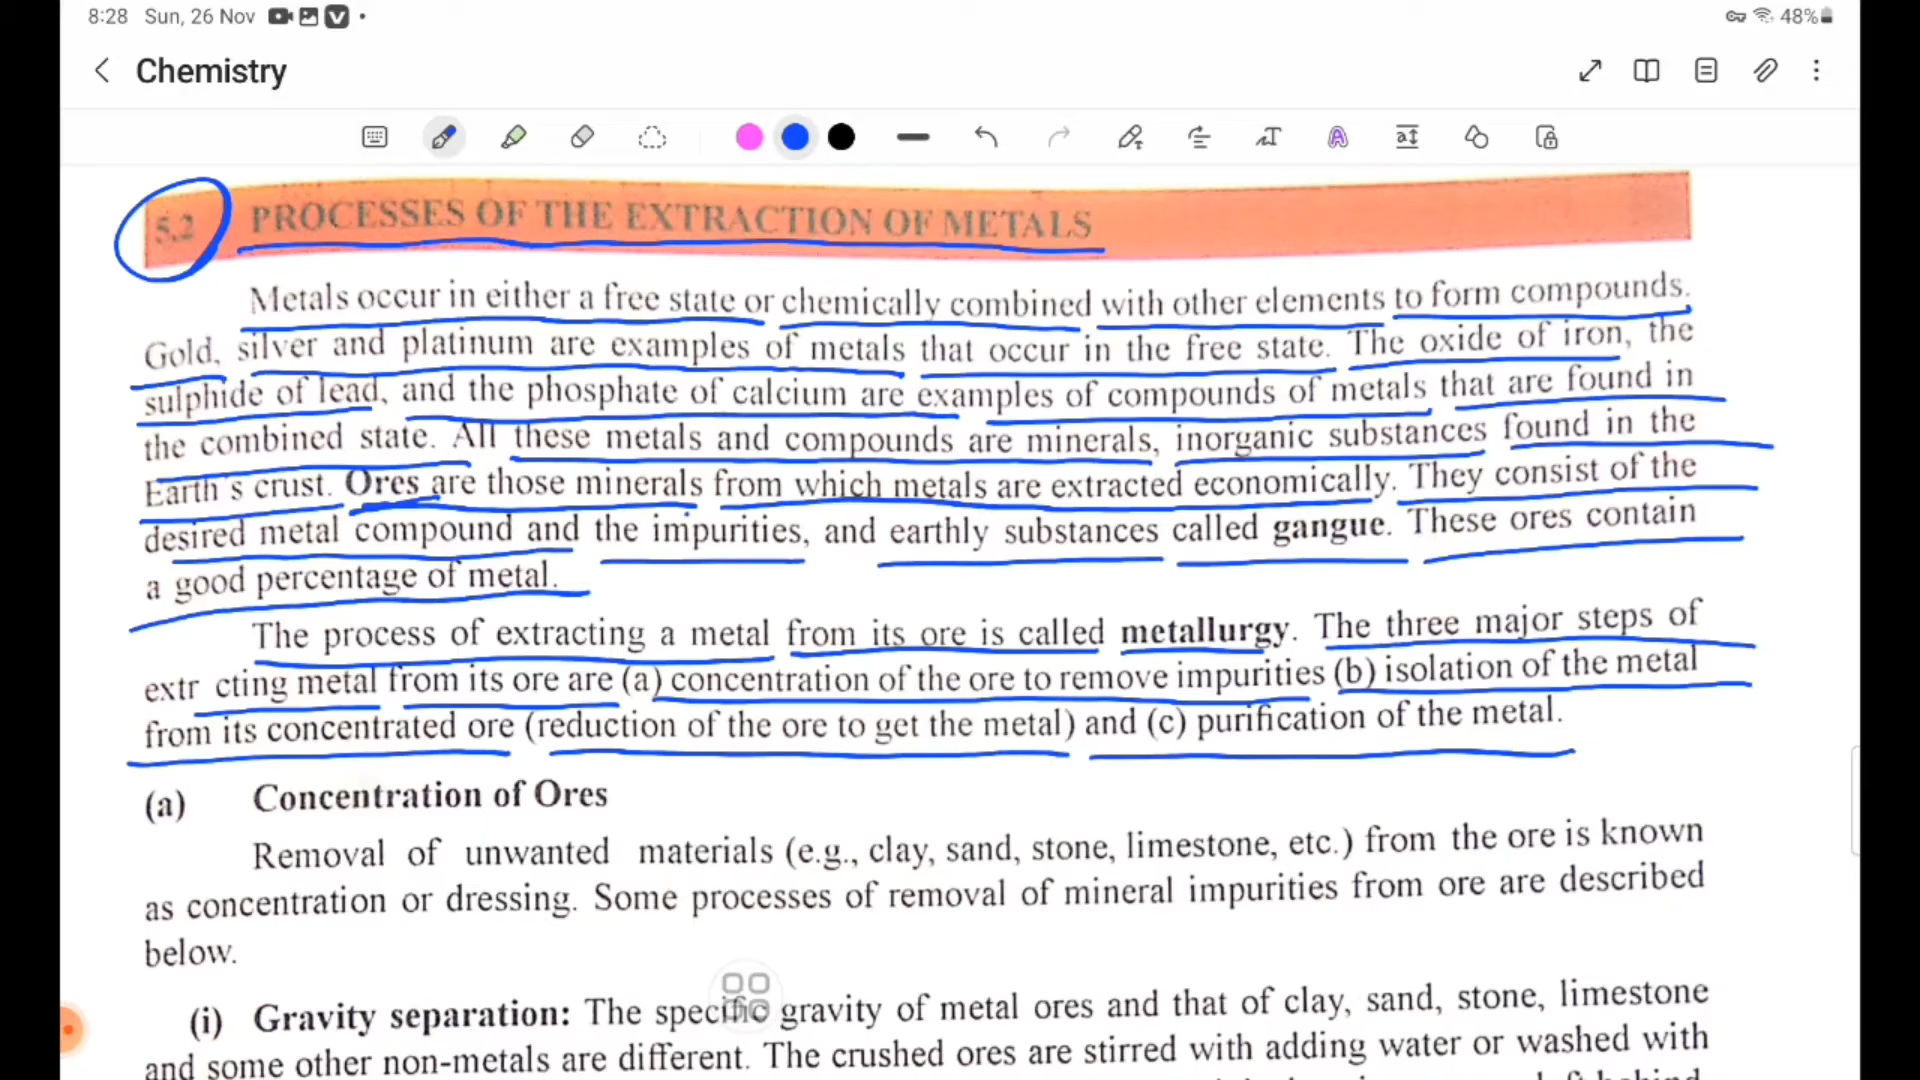 8:28 Sun, 26 Nov 48%
Chemistry
5.2 PROCESSES OF THE EXTRACTION OF METALS
Metals occur in either a free state or chemically combined with other elements to form compounds.
Gold, silver and platinum are examples of metals that occur in the free state. The oxide of iron, the
sulphide of lead, and the phosphate of calcium are examples of compounds of metals that are found in
the combined state. All these metals and compounds are minerals, inorganic substances found in the
Earth's crust. Ores are those minerals from which metals are extracted economically. They consist of the
desired metal compound and the impurities, and earthly substances called gangue. These ores contain
a good percentage of metal.
The process of extracting a metal from its ore is called metallurgy. The three major steps of
extr cting metal from its ore are (a) concentration of the ore to remove impurities (b) isolation of the metal
from its concentrated ore (reduction of the ore to get the metal) and (c) purification of the metal.
(a) Concentration of Ores
Removal of unwanted materials (e.g., clay, sand, stone, limestone, etc.) from the ore is known
as concentration or dressing. Some processes of removal of mineral impurities from ore are described
below.
(i) Gravity separation: The specific gravity of metal ores and that of clay, sand, stone, limestone
and some other non-metals are different. The crushed ores are stirred with adding water or washed with